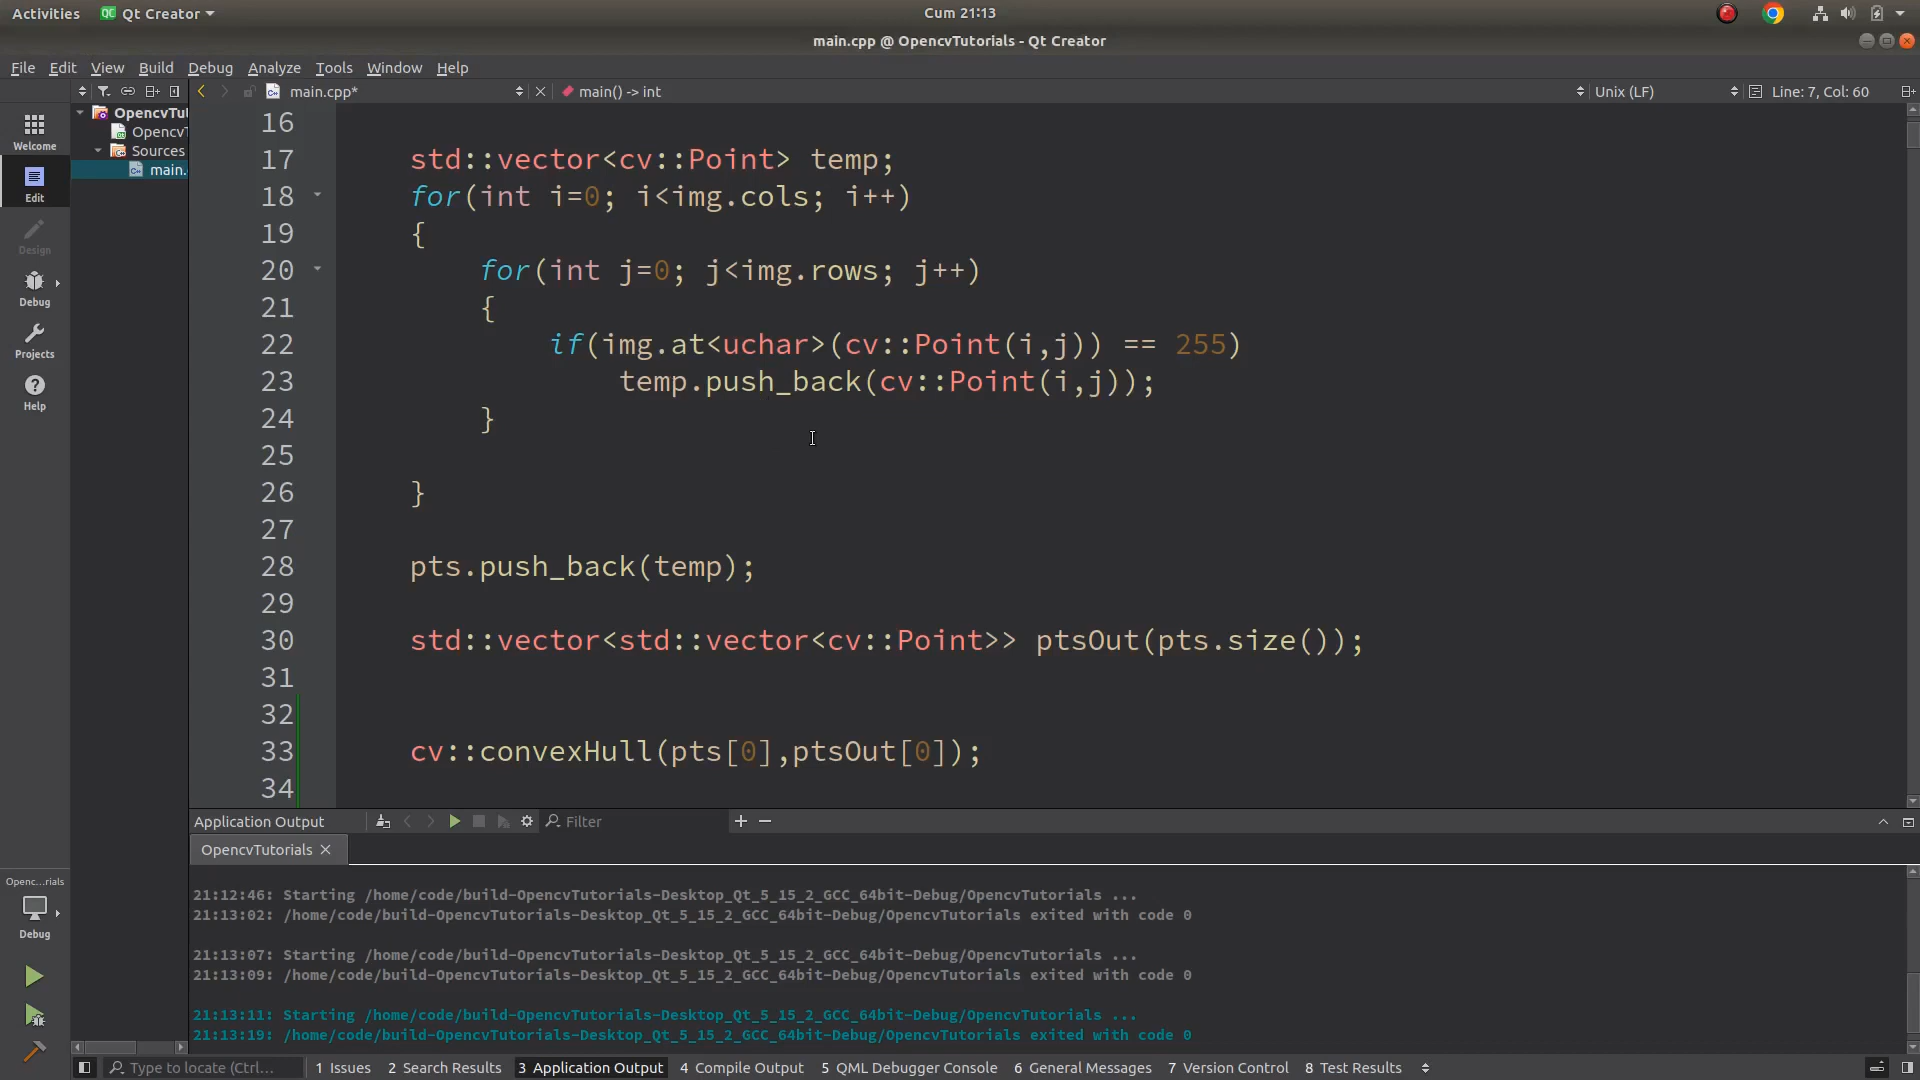 Activities Qt Creator Cum 21:13
main.cpp @ OpencvTutorials - Qt Creator
File Edit View Build Debug Analyze Tools Window Help
main.cpp* main() -> int Unix (LF) Line: 7, Col: 60
Welcome
Edit
Design
Debug
Projects
Help
OpencvTu
OpencvT
Sources
main.
16
17 std::vector<cv::Point> temp;
18 for(int i=0; i<img.cols; i++)
19 {
20 for(int j=0; j<img.rows; j++)
21 {
22 if(img.at<uchar>(cv::Point(i,j)) == 255)
23 temp.push_back(cv::Point(i,j));
24 }
25
26 }
27
28 pts.push_back(temp);
29
30 std::vector<std::vector<cv::Point>> ptsOut(pts.size());
31
32
33 cv::convexHull(pts[0],ptsOut[0]);
34
Application Output Filter
OpencvTutorials
21:12:46: Starting /home/code/build-OpencvTutorials-Desktop_Qt_5_15_2_GCC_64bit-Debug/OpencvTutorials ...
21:13:02: /home/code/build-OpencvTutorials-Desktop_Qt_5_15_2_GCC_64bit-Debug/OpencvTutorials exited with code 0
21:13:07: Starting /home/code/build-OpencvTutorials-Desktop_Qt_5_15_2_GCC_64bit-Debug/OpencvTutorials ...
21:13:09: /home/code/build-OpencvTutorials-Desktop_Qt_5_15_2_GCC_64bit-Debug/OpencvTutorials exited with code 0
21:13:11: Starting /home/code/build-OpencvTutorials-Desktop_Qt_5_15_2_GCC_64bit-Debug/OpencvTutorials ...
21:13:19: /home/code/build-OpencvTutorials-Desktop_Qt_5_15_2_GCC_64bit-Debug/OpencvTutorials exited with code 0
Openc...rials
Debug
Type to locate (Ctrl... 1 Issues 2 Search Results 3 Application Output 4 Compile Output 5 QML Debugger Console 6 General Messages 7 Version Control 8 Test Results